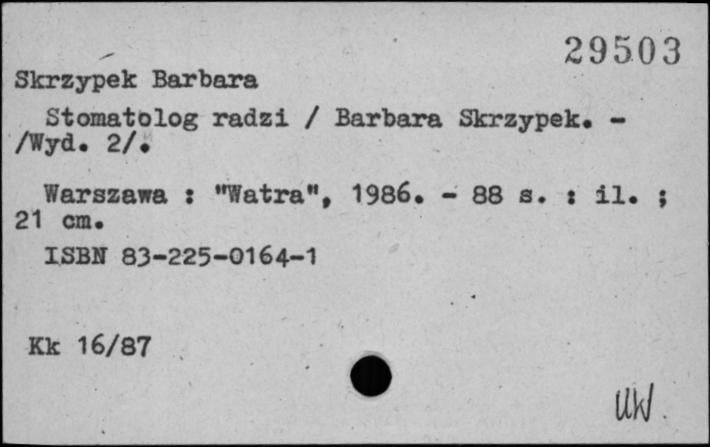 29503
Skrzypek Barbara
Stomatolog radzi / Barbara Skrzypek. -
/Wyd. 2/.
Warszawa : "Watra", 1986. - 88 s. : il. ;
21 cm.
ISBN 83-225-0164-1
Kk 16/87
UW.